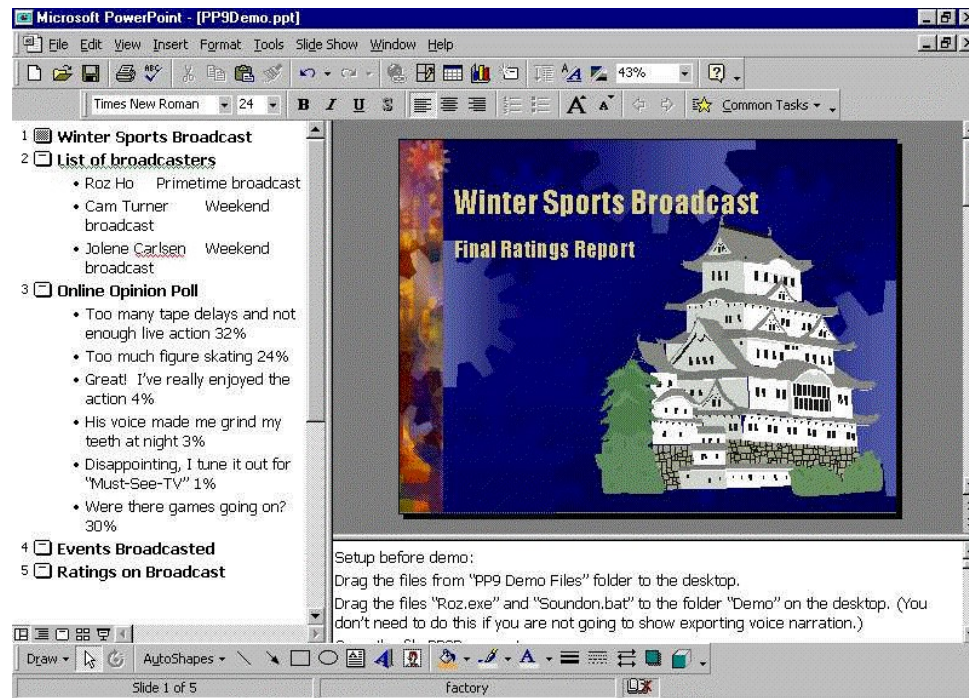 Microsoft PowerPoint - [PP9Demo.ppt]
File Edit View Insert Format Tools Slide Show Window Help
ABC
43%
Times New Roman 24 B I U S Common Tasks
1 Winter Sports Broadcast
2 List of broadcasters
• Roz Ho Primetime broadcast
• Cam Turner Weekend
broadcast
• Jolene Carlsen Weekend
broadcast
3 Online Opinion Poll
• Too many tape delays and not
enough live action 32%
• Too much figure skating 24%
• Great! I've really enjoyed the
action 4%
• His voice made me grind my
teeth at night 3%
• Disappointing, I tune it out for
"Must-See-TV" 1%
• Were there games going on?
30%
4 Events Broadcasted
5 Ratings on Broadcast
Winter Sports Broadcast
Final Ratings Report
Setup before demo:
Drag the files from "PP9 Demo Files" folder to the desktop.
Drag the files "Roz.exe" and "Soundon.bat" to the folder "Demo" on the desktop. (You
don't need to do this if you are not going to show exporting voice narration.)
Draw AutoShapes
Slide 1 of 5 factory